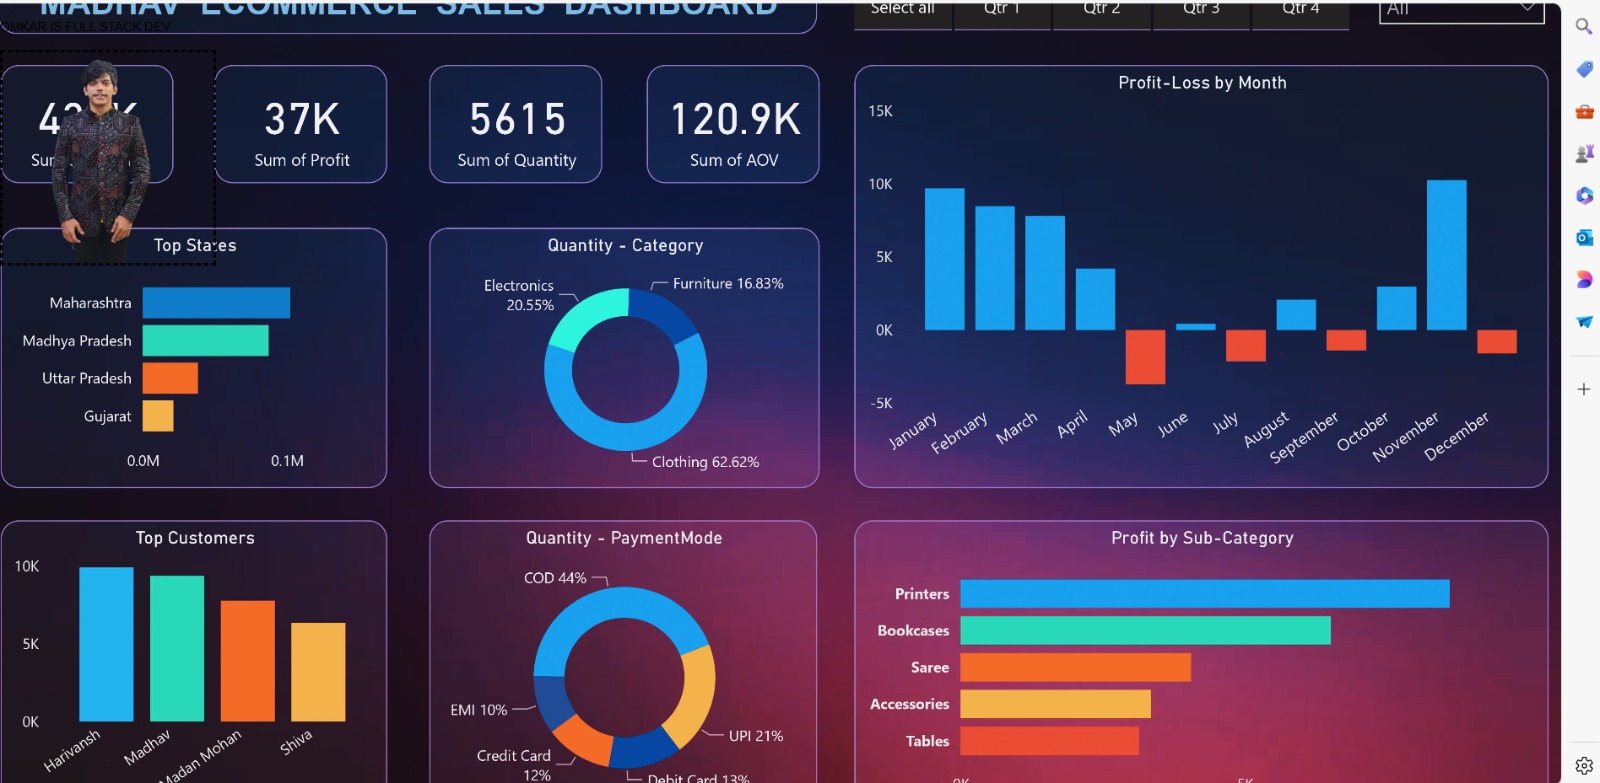 MADHAV ECOMMERCE SALES DASHBOARD
Select all
Qtr 1
Qtr 2
Qtr 3
Qtr 4
All
OMKAR IS FULL STACK DEV
37K
Sum of Profit
5615
Sum of Quantity
120.9K
Sum of AOV
Profit-Loss by Month
15K
10K
5K
0K
-5K
January
February
March
April
May
June
July
August
September
October
November
December
Top States
Maharashtra
Madhya Pradesh
Uttar Pradesh
Gujarat
0.0M
0.1M
Quantity - Category
Electronics
20.55%
Furniture 16.83%
Clothing 62.62%
Top Customers
10K
5K
0K
Harivansh
Madhav
Madan Mohan
Shiva
Quantity - PaymentMode
COD 44%
EMI 10%
UPI 21%
Credit Card
12%
Debit Card 13%
Profit by Sub-Category
Printers
Bookcases
Saree
Accessories
Tables
0K
5K